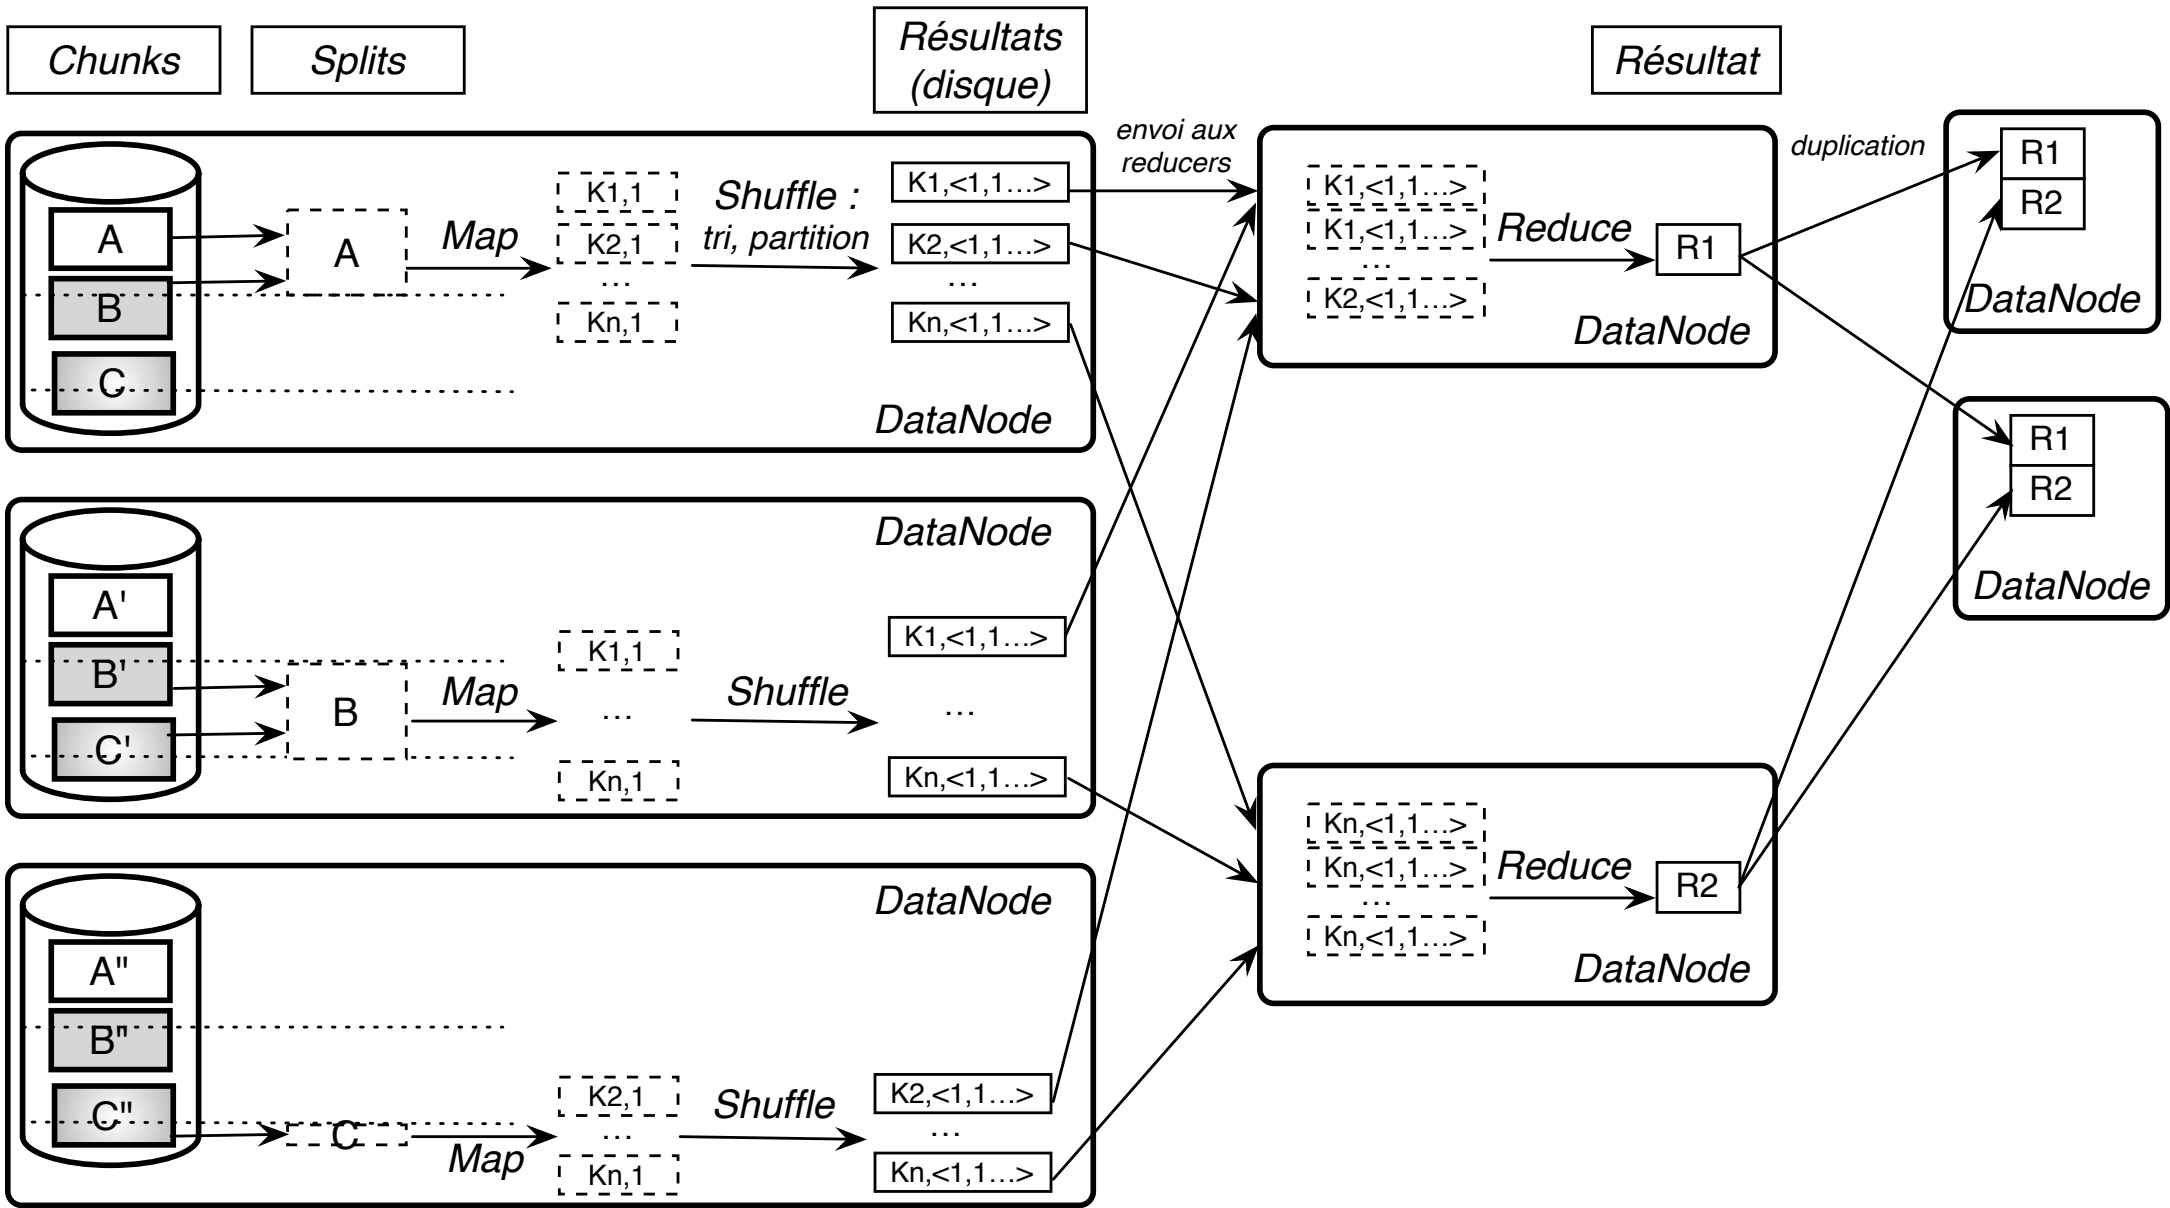 Chunks
Splits
Résultats
(disque)
Résultat
A
B
C
A
Map
K1,1
K2,1
...
Kn,1
Shuffle :
tri, partition
K1,<1,1...>
K2,<1,1...>
...
Kn,<1,1...>
DataNode
envoi aux
reducers
K1,<1,1...>
K1,<1,1...>
...
K2,<1,1...>
Reduce
R1
DataNode
duplication
R1
R2
DataNode
R1
R2
DataNode
DataNode
A'
B'
C'
B
Map
K1,1
...
Kn,1
Shuffle
K1,<1,1...>
...
Kn,<1,1...>
Kn,<1,1...>
Kn,<1,1...>
...
Kn,<1,1...>
Reduce
R2
DataNode
DataNode
A"
B"
C"
C
Map
K2,1
...
Kn,1
Shuffle
K2,<1,1...>
...
Kn,<1,1...>